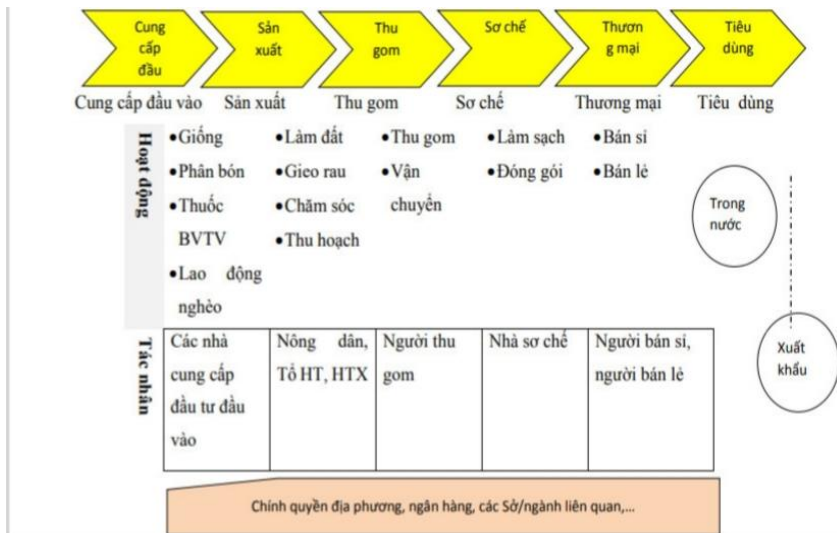 Cung
cấp
đầu
Sản
xuất
Thu
gom
Sơ chế
Thươn
g mại
Tiêu
dùng
Cung cấp đầu vào Sản xuất Thu gom Sơ chế Thương mại Tiêu dùng
Hoạt động
•Giống
•Phân bón
•Thuốc
BVTV
•Lao động
nghèo
•Làm đất
•Gieo rau
•Chăm sóc
•Thu hoạch
•Thu gom
•Vận
chuyển
•Làm sạch
•Đóng gói
•Bán sỉ
•Bán lẻ
Trong
nước
Xuất
khẩu
Tác nhân
Các nhà
cung cấp
đầu tư đầu
vào
Nông dân,
Tổ HT, HTX
Người thu
gom
Nhà sơ chế
Người bán sỉ,
người bán lẻ
Chính quyền địa phương, ngân hàng, các Sở/ngành liên quan,...